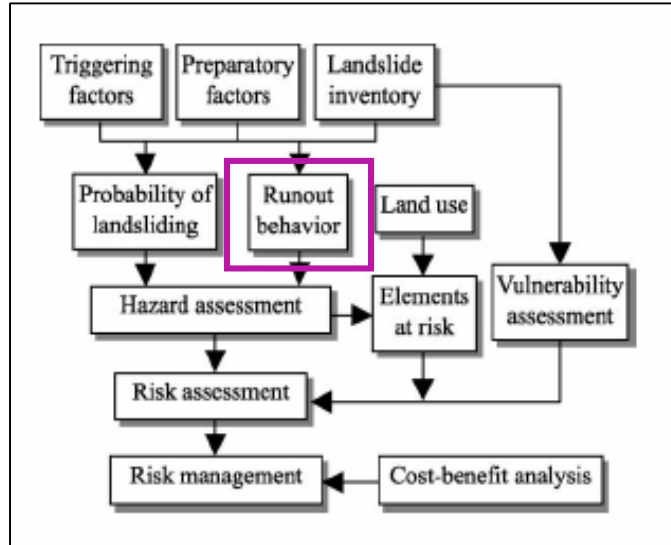 Triggering
factors
Preparatory
factors
Landslide
inventory
Probability of
landsliding
Runout
behavior
Land use
Hazard assessment
Elements
at risk
Vulnerability
assessment
Risk assessment
Risk management
Cost-benefit analysis